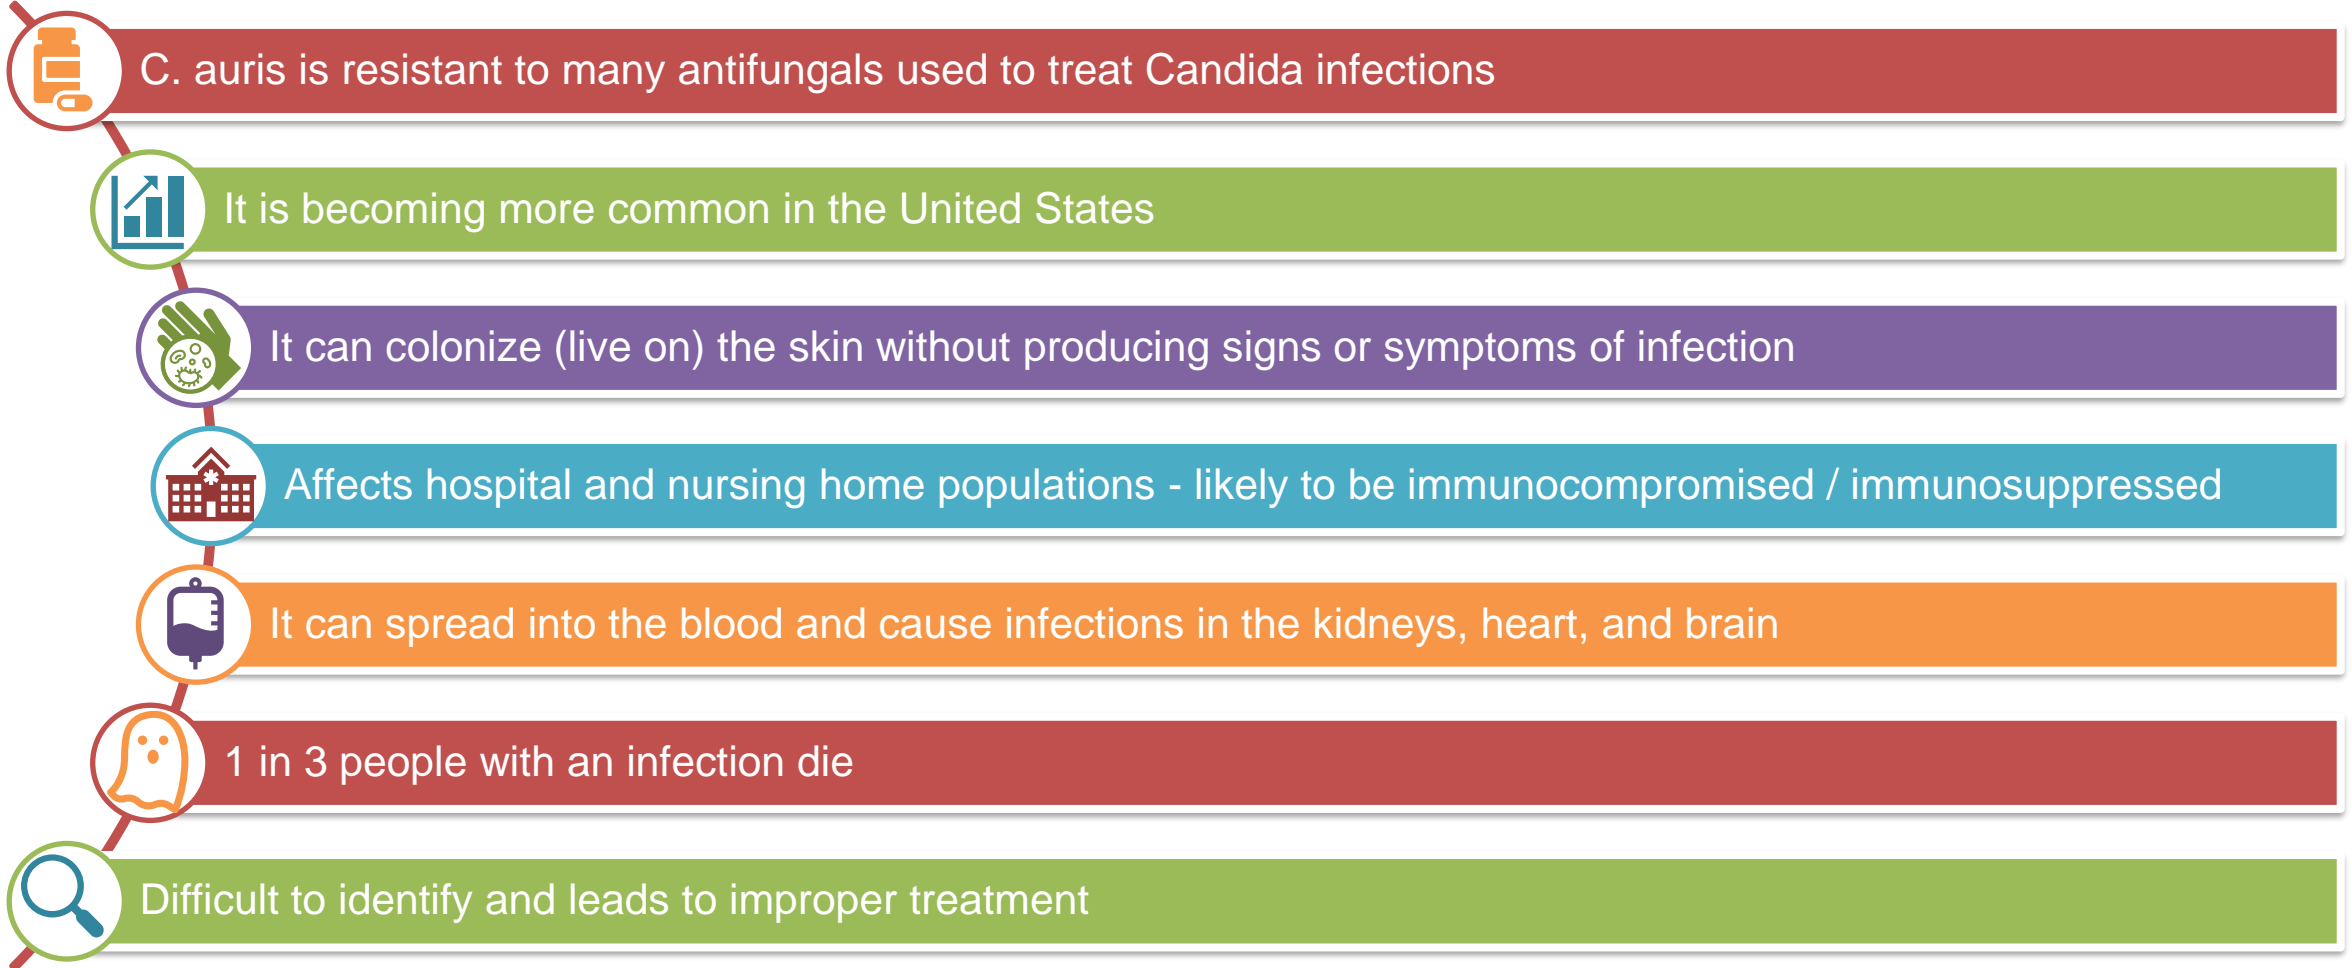 C. auris is resistant to many antifungals used to treat Candida infections
It is becoming more common in the United States
It can colonize (live on) the skin without producing signs or symptoms of infection
Affects hospital and nursing home populations - likely to be immunocompromised / immunosuppressed
It can spread into the blood and cause infections in the kidneys, heart, and brain
1 in 3 people with an infection die
Difficult to identify and leads to improper treatment